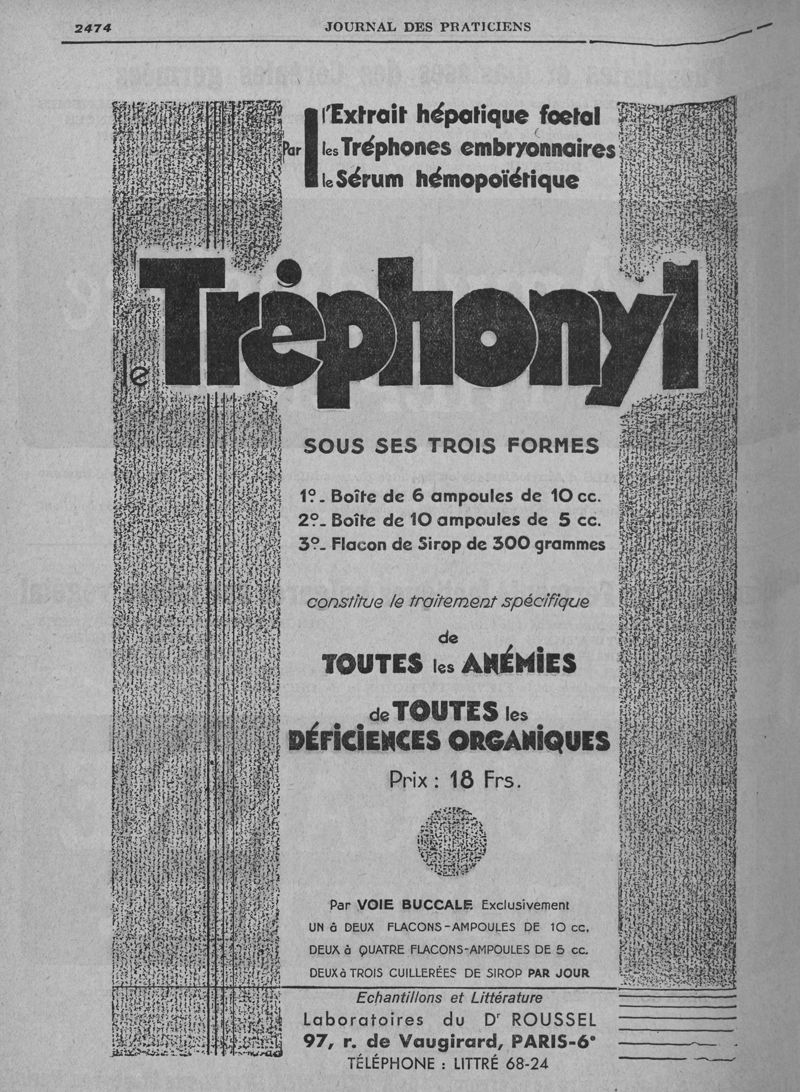 2474 JOURNAL DES PRATICIENS
l'Extrait hépatique foetal
Par les Tréphones embryonnaires
le Sérum hémopoïétique
le Tréphonyl
SOUS SES TROIS FORMES
1º_ Boîte de 6 ampoules de 10 cc.
2º_ Boîte de 10 ampoules de 5 cc.
3º_ Flacon de Sirop de 300 grammes
constitue le traitement spécifique
de
TOUTES les ANÉMIES
de TOUTES les
DÉFICIENCES ORGANIQUES
Prix : 18 Frs.
Par VOIE BUCCALE Exclusivement
UN à DEUX FLACONS-AMPOULES DE 10 cc.
DEUX à QUATRE FLACONS-AMPOULES DE 5 cc.
DEUX à TROIS CUILLERÉES DE SIROP PAR JOUR
Echantillons et Littérature
Laboratoires du Dr ROUSSEL
97, r. de Vaugirard, PARIS-6e
TÉLÉPHONE : LITTRÉ 68-24